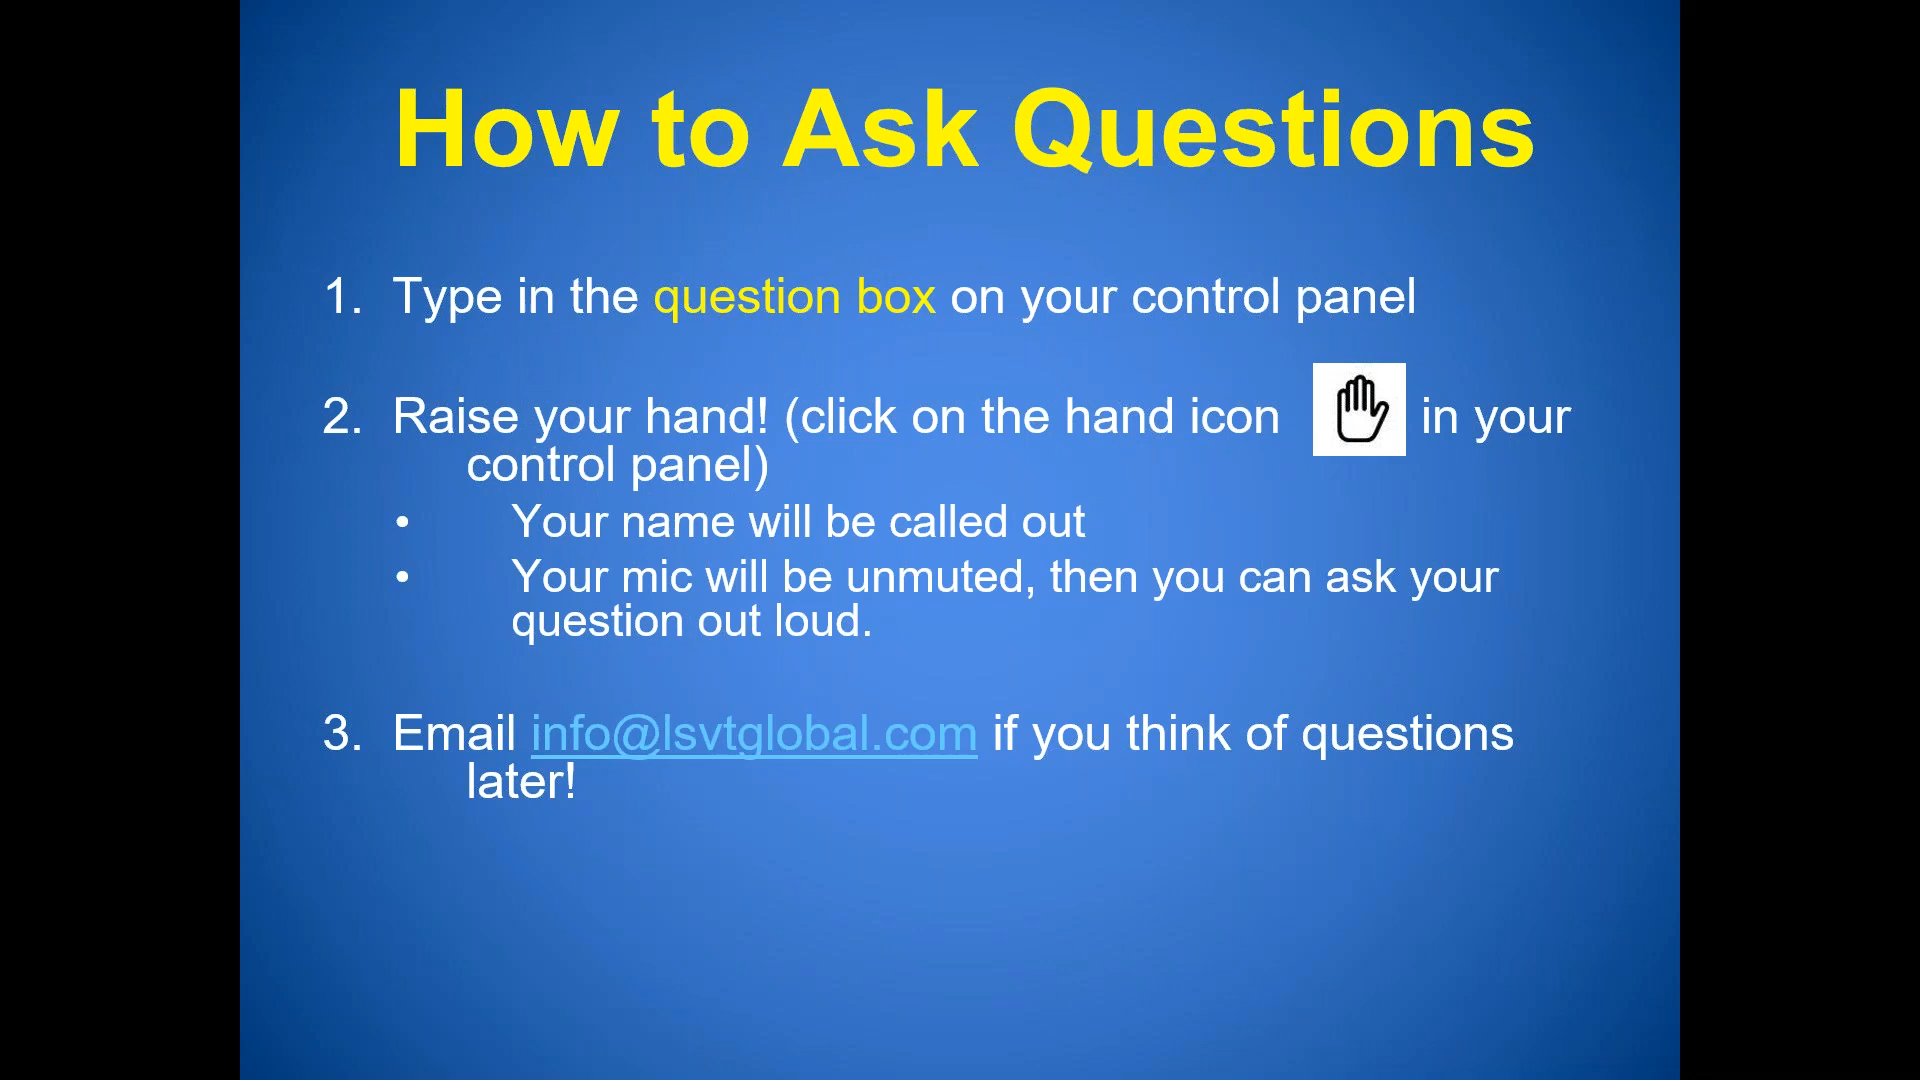 How to Ask Questions
1. Type in the question box on your control panel
2. Raise your hand! (click on the hand icon in your
control panel)
• Your name will be called out
• Your mic will be unmuted, then you can ask your
question out loud.
3. Email info@lsvtglobal.com if you think of questions
later!